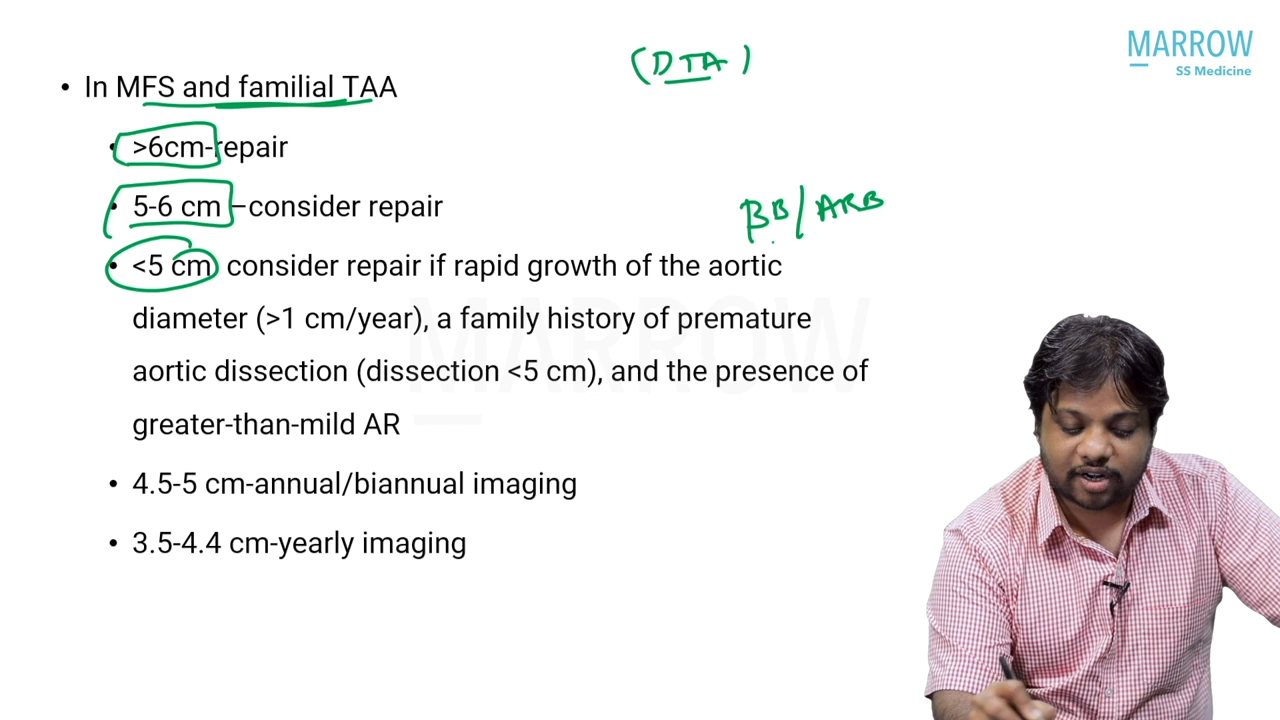 MARROW
SS Medicine
(DTA)
• In MFS and familial TAA
• >6cm-repair
• 5-6 cm –consider repair
βB/ARB
• <5 cm consider repair if rapid growth of the aortic
diameter (>1 cm/year), a family history of premature
aortic dissection (dissection <5 cm), and the presence of
greater-than-mild AR
MARROW
• 4.5-5 cm-annual/biannual imaging
• 3.5-4.4 cm-yearly imaging